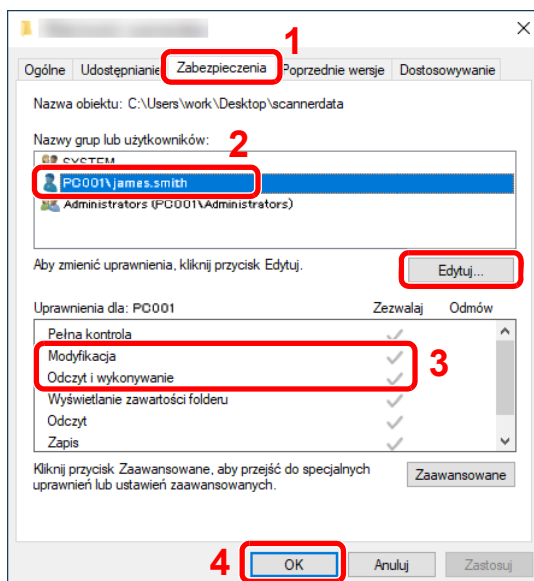 1
Ogólne Udostępnianie Zabezpieczenia Poprzednie wersje Dostosowywanie
Nazwa obiektu: C:\Users\work\Desktop\scannerdata
Nazwy grup lub użytkowników:
2
SYSTEM
PC001\james.smith
Administrators (PC001\Administrators)
Aby zmienić uprawnienia, kliknij przycisk Edytuj.
Edytuj...
Uprawnienia dla: PC001 Zezwalaj Odmów
Pełna kontrola
Modyfikacja
3
Odczyt i wykonywanie
Wyświetlanie zawartości folderu
Odczyt
Zapis
Kliknij przycisk Zaawansowane, aby przejść do specjalnych
uprawnień lub ustawień zaawansowanych.
Zaawansowane
4
OK Anuluj Zastosuj